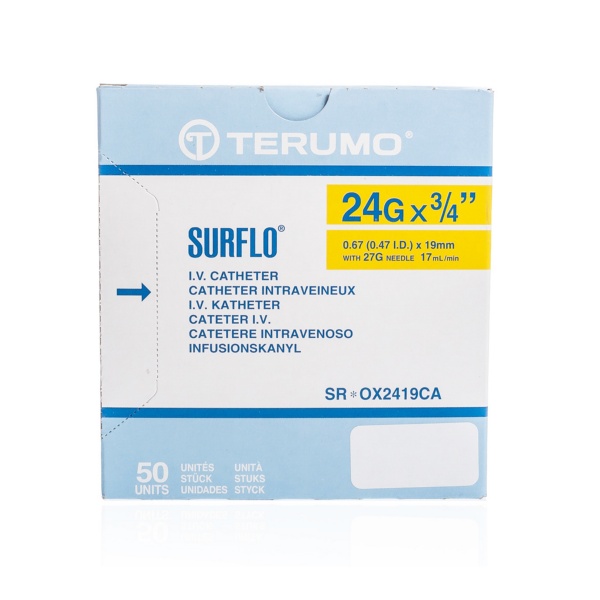 T TERUMO®
24G x 3/4”
0.67 (0.47 I.D.) x 19mm
WITH 27G NEEDLE 17mL/min
SURFLO®
I.V. CATHETER
CATHETER INTRAVEINEUX
I.V. KATHETER
CATETER I.V.
CATETERE INTRAVENOSO
INFUSIONSKANYL
SR*OX2419CA
50 UNITS
UNITÉS UNITÀ
STÜCK STUKS
UNIDADES STYCK